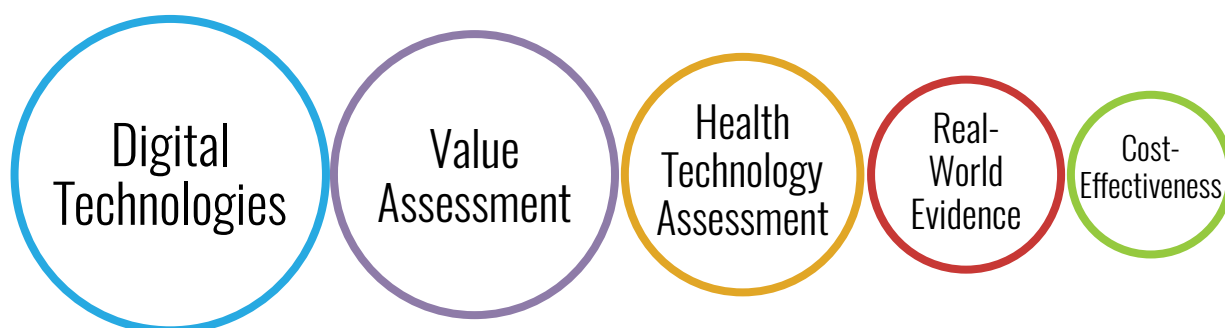 Digital
Technologies
Value
Assessment
Health
Technology
Assessment
Real-
World
Evidence
Cost-
Effectiveness